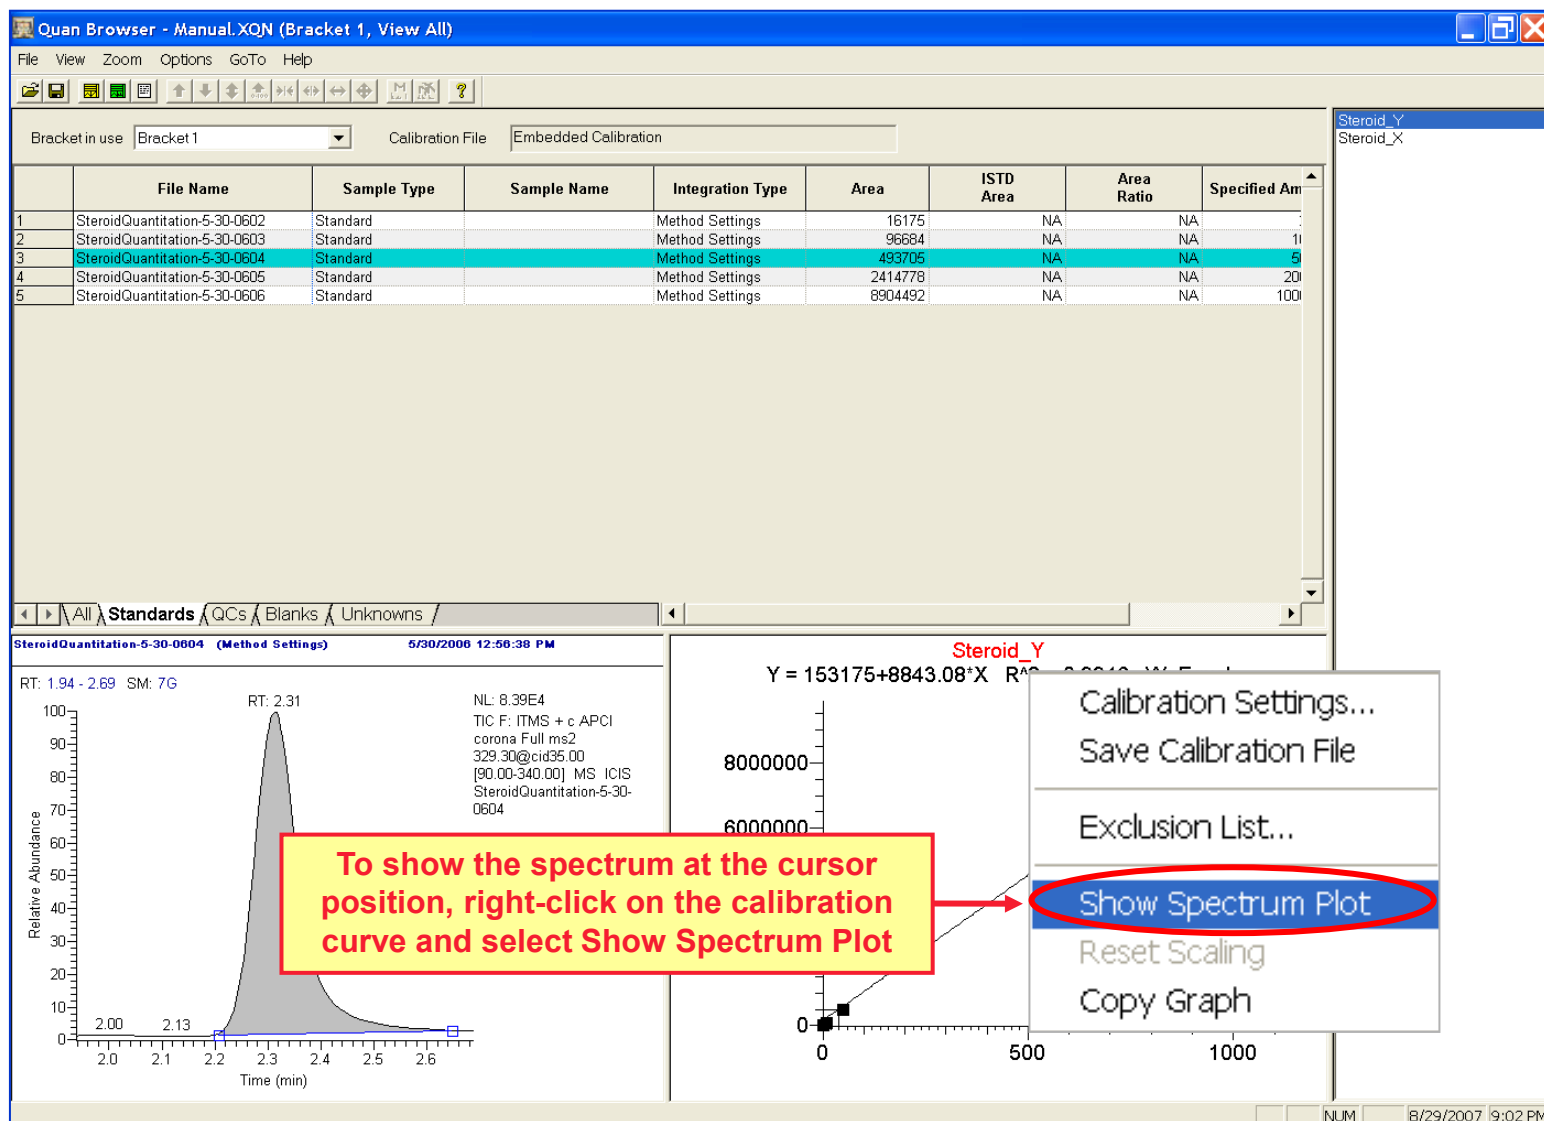 Quan Browser - Manual.XQN (Bracket 1, View All)
File View Zoom Options GoTo Help
Bracket in use Bracket 1 Calibration File Embedded Calibration
Steroid_Y
Steroid_X
File Name Sample Type Sample Name Integration Type Area ISTD Area Area Ratio Specified Am
1 SteroidQuantitation-5-30-0602 Standard Method Settings 16175 NA NA
2 SteroidQuantitation-5-30-0603 Standard Method Settings 96684 NA NA 10
3 SteroidQuantitation-5-30-0604 Standard Method Settings 493705 NA NA 50
4 SteroidQuantitation-5-30-0605 Standard Method Settings 2414778 NA NA 200
5 SteroidQuantitation-5-30-0606 Standard Method Settings 8904492 NA NA 1000
All Standards QCs Blanks Unknowns
SteroidQuantitation-5-30-0604 (Method Settings) 5/30/2006 12:56:38 PM
RT: 1.94 - 2.69 SM: 7G
RT: 2.31
NL: 8.39E4
TIC F: ITMS + c APCI
corona Full ms2
329.30@cid35.00
[90.00-340.00] MS ICIS
SteroidQuantitation-5-30-
0604
100
90
80
70
60
50
40
30
20
10
0
Relative Abundance
2.00 2.13
2.0 2.1 2.2 2.3 2.4 2.5 2.6
Time (min)
Steroid_Y
Y = 153175+8843.08*X
8000000
6000000
0
0 500 1000
To show the spectrum at the cursor
position, right-click on the calibration
curve and select Show Spectrum Plot
Calibration Settings...
Save Calibration File
Exclusion List...
Show Spectrum Plot
Reset Scaling
Copy Graph
NUM 8/29/2007 9:02 PM